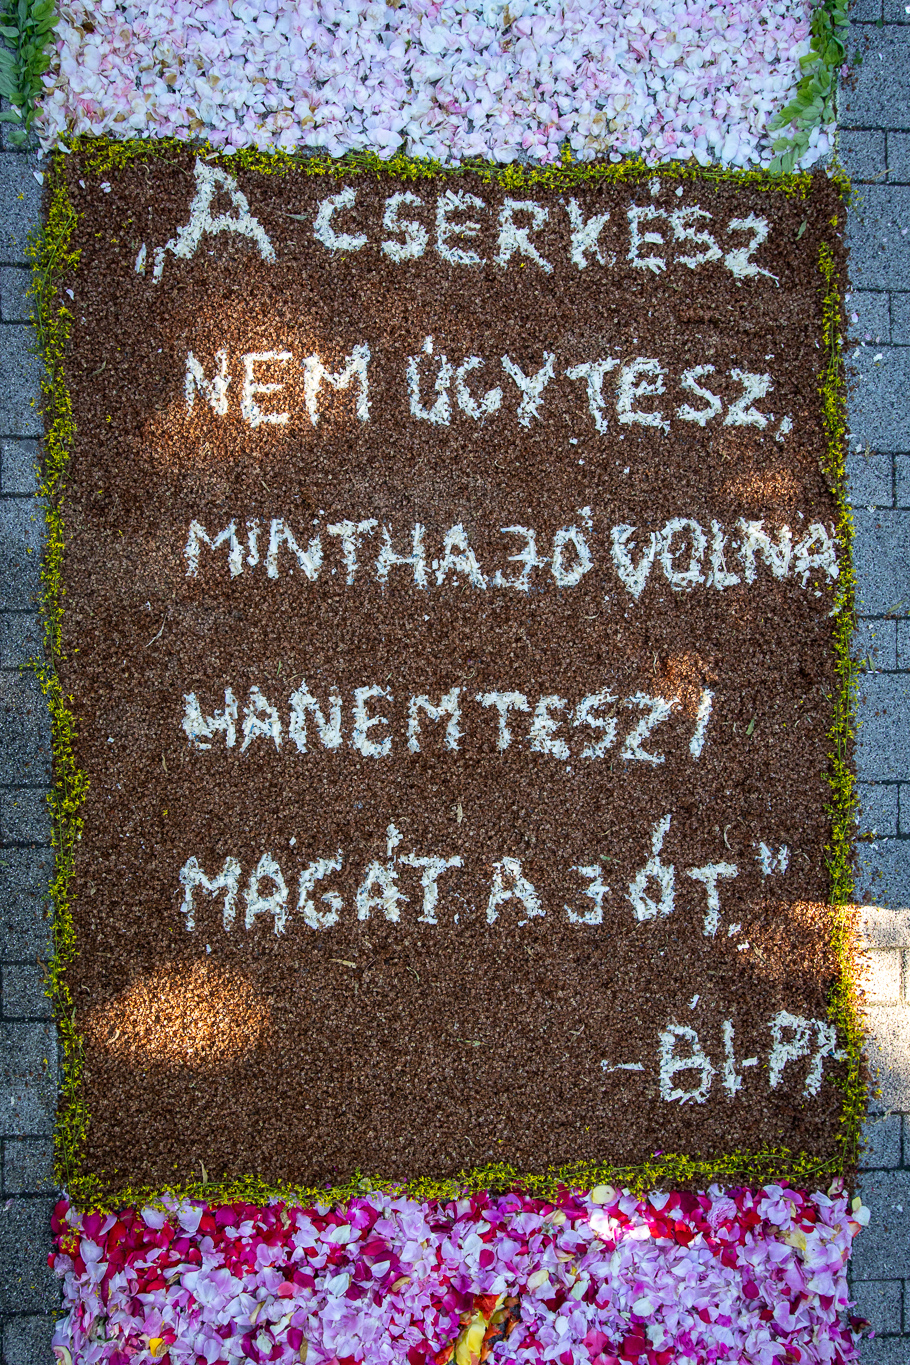 „A CSERKÉSZ
NEM ÚGY TESZ,
MINTHA JÓ VOLNA
HANEM TESZI
MAGÁT A JÓT.”
- BI-PI